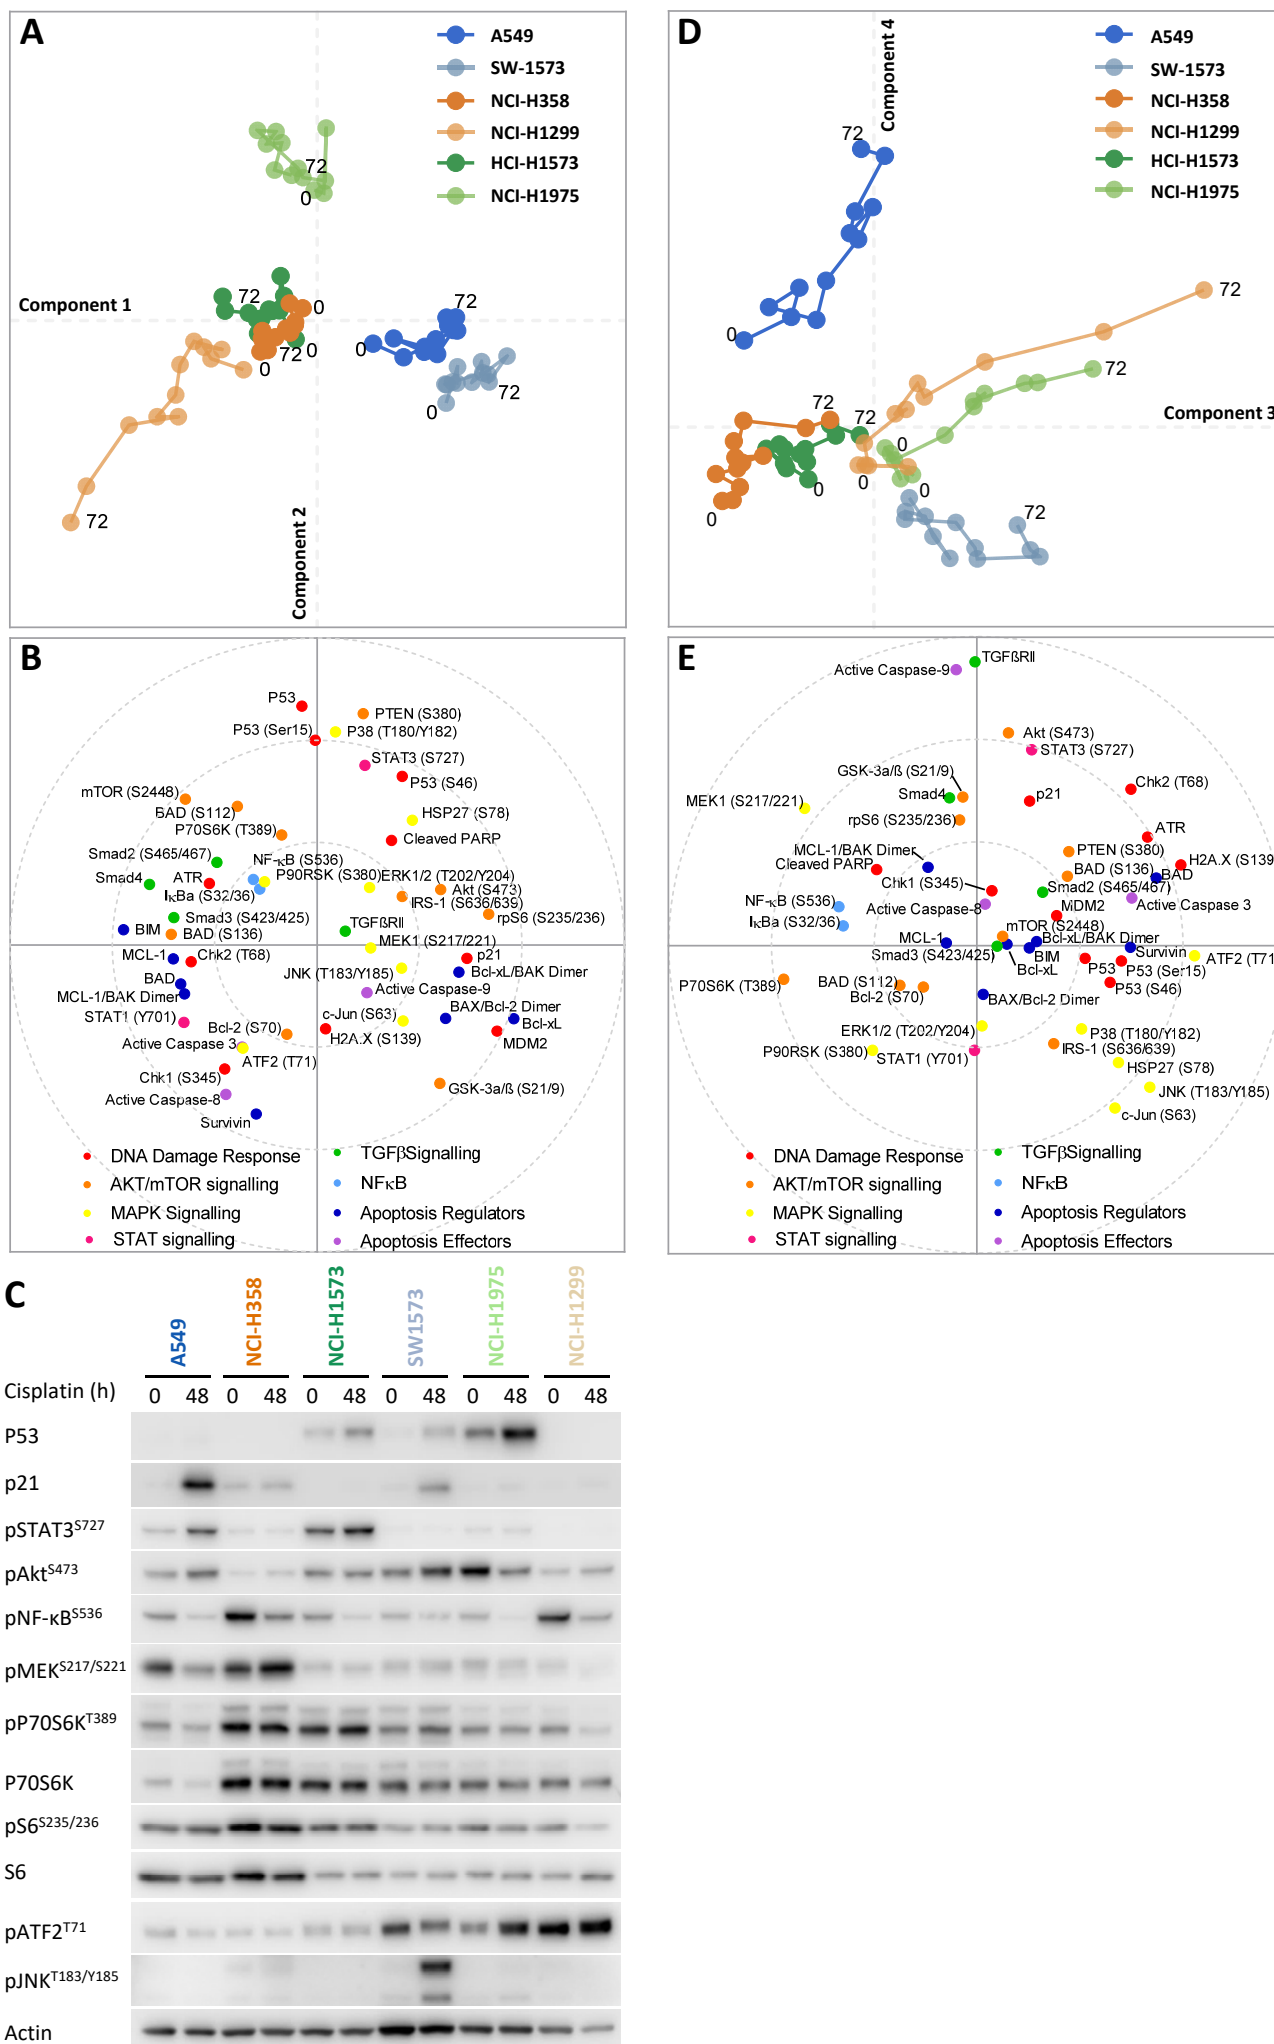 A
A549
SW-1573
NCI-H358
NCI-H1299
HCI-H1573
NCI-H1975
72
0
Component 1
72
0
72
0
72
0
0
72
0
72
0
72
Component 2
D
Component 4
A549
SW-1573
NCI-H358
NCI-H1299
HCI-H1573
NCI-H1975
72
0
72
72
Component 3
72
72
0
0
0
0
0
72
B
P53
PTEN (S380)
P53 (Ser15)
P38 (T180/Y182)
STAT3 (S727)
P53 (S46)
mTOR (S2448)
BAD (S112)
HSP27 (S78)
P70S6K (T389)
Cleaved PARP
Smad2 (S465/467)
NF-κB (S536)
Smad4
ATR
P90RSK (S380)
ERK1/2 (T202/Y204)
IκBa (S32/36)
Akt (S473)
IRS-1 (S636/639)
Smad3 (S423/425)
TGFßRII
rpS6 (S235/236)
BIM
BAD (S136)
MEK1 (S217/221)
MCL-1
Chk2 (T68)
p21
BAD
JNK (T183/Y185)
Bcl-xL/BAK Dimer
MCL-1/BAK Dimer
Active Caspase-9
STAT1 (Y701)
Bcl-2 (S70)
c-Jun (S63)
BAX/Bcl-2 Dimer
Bcl-xL
Active Caspase 3
H2A.X (S139)
MDM2
ATF2 (T71)
Chk1 (S345)
GSK-3a/ß (S21/9)
Active Caspase-8
Survivin
DNA Damage Response
TGFβSignalling
AKT/mTOR signalling
NFκB
MAPK Signalling
Apoptosis Regulators
STAT signalling
Apoptosis Effectors
E
TGFßRII
Active Caspase-9
Akt (S473)
STAT3 (S727)
GSK-3a/ß (S21/9)
Chk2 (T68)
MEK1 (S217/221)
Smad4
p21
rpS6 (S235/236)
ATR
MCL-1/BAK Dimer
PTEN (S380)
Cleaved PARP
BAD (S136)
H2A.X (S139
BAD
Chk1 (S345)
Smad2 (S465/467)
NF-κB (S536)
Active Caspase-8
MDM2
Active Caspase 3
IκBa (S32/36)
mTOR (S2448)
MCL-1
Bcl-xL/BAK Dimer
Smad3 (S423/425)
BIM
Survivin
ATF2 (T71
Bcl-xL
P53
P53 (Ser15)
P70S6K (T389)
BAD (S112)
P53 (S46)
Bcl-2 (S70)
BAX/Bcl-2 Dimer
ERK1/2 (T202/Y204)
P38 (T180/Y182)
P90RSK (S380)
STAT1 (Y701)
IRS-1 (S636/639)
HSP27 (S78)
JNK (T183/Y185)
c-Jun (S63)
DNA Damage Response
TGFβSignalling
AKT/mTOR signalling
NFκB
MAPK Signalling
Apoptosis Regulators
STAT signalling
Apoptosis Effectors
C
A549
NCI-H358
NCI-H1573
SW1573
NCI-H1975
NCI-H1299
Cisplatin (h) 0 48 0 48 0 48 0 48 0 48 0 48
P53
p21
pSTAT3S727
pAktS473
pNF-κBS536
pMEKS217/S221
pP70S6KT389
P70S6K
pS6S235/236
S6
pATF2T71
pJNKT183/Y185
Actin